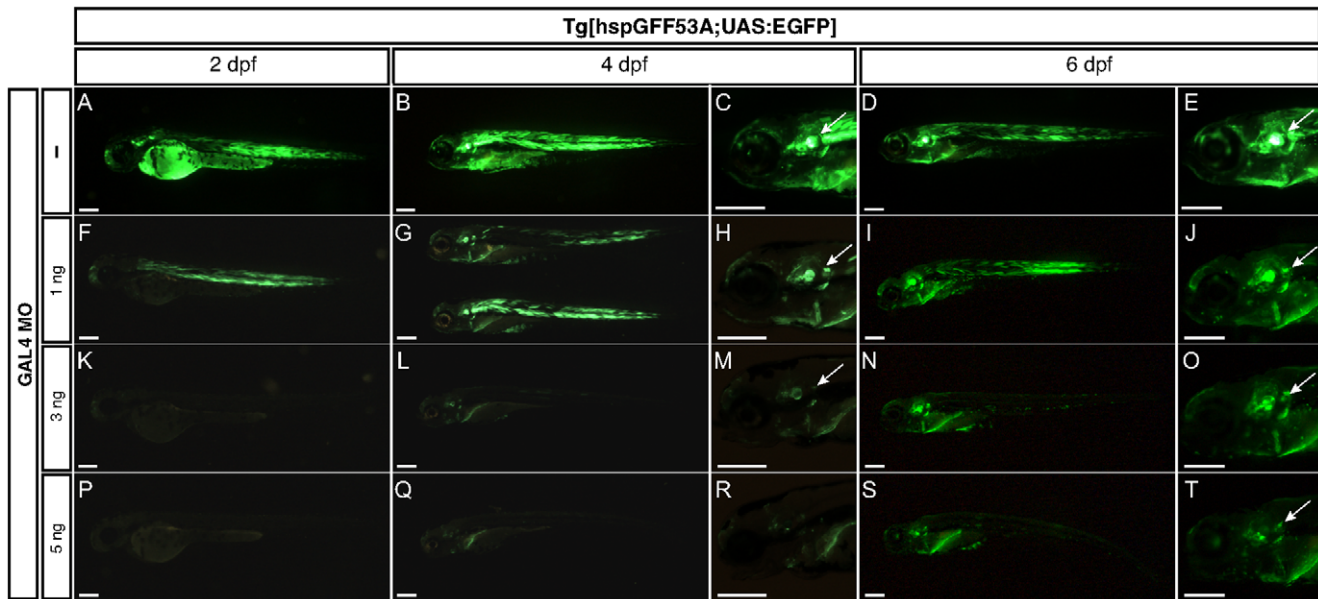 Tg[hspGFF53A;UAS:EGFP]
2 dpf
4 dpf
6 dpf
GAL4 MO
–
A
B
C
D
E
1 ng
F
G
H
I
J
3 ng
K
L
M
N
O
5 ng
P
Q
R
S
T